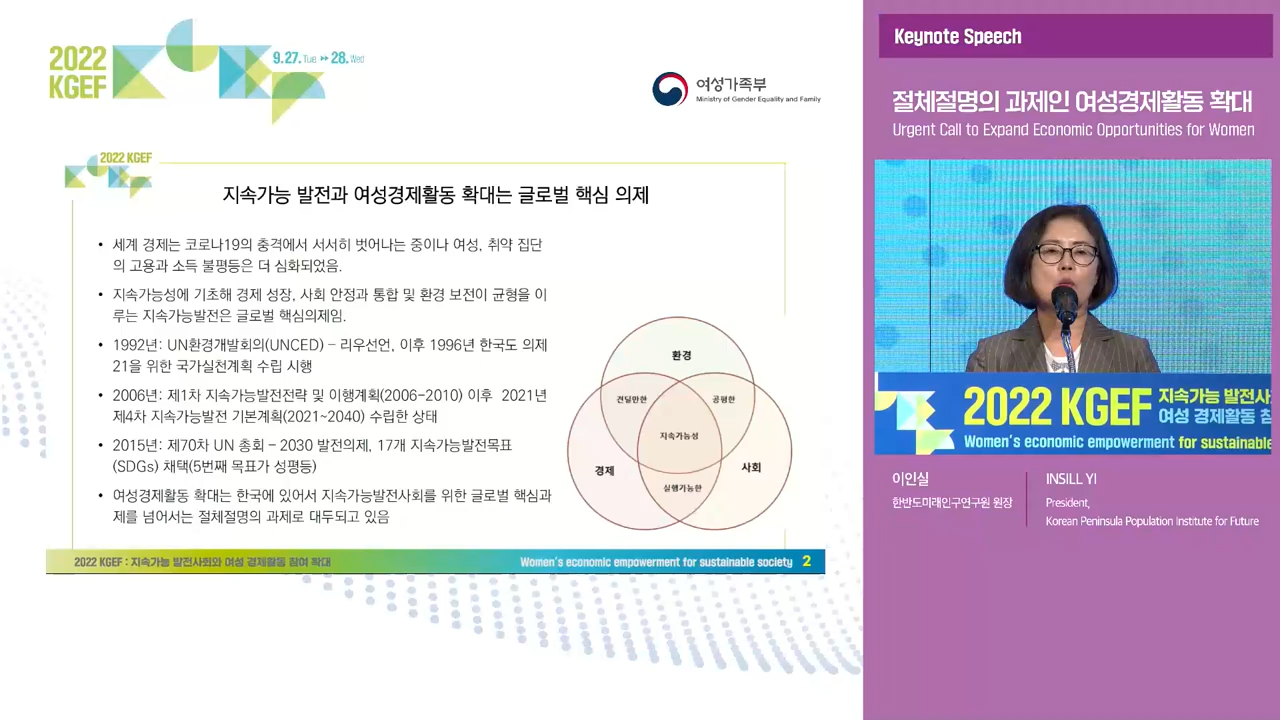 2022
KGEF
9.27.Tue ▸▸ 28.Wed
여성가족부
Ministry of Gender Equality and Family
2022 KGEF
지속가능 발전과 여성경제활동 확대는 글로벌 핵심 의제
• 세계 경제는 코로나19의 충격에서 서서히 벗어나는 중이나 여성, 취약 집단
의 고용과 소득 불평등은 더 심화되었음.
• 지속가능성에 기초해 경제 성장, 사회 안정과 통합 및 환경 보전이 균형을 이
루는 지속가능발전은 글로벌 핵심의제임.
• 1992년: UN환경개발회의(UNCED) – 리우선언, 이후 1996년 한국도 의제
21을 위한 국가실천계획 수립 시행
• 2006년: 제1차 지속가능발전전략 및 이행계획(2006-2010) 이후 2021년
제4차 지속가능발전 기본계획(2021~2040) 수립한 상태
• 2015년: 제70차 UN 총회 – 2030 발전의제, 17개 지속가능발전목표
(SDGs) 채택(5번째 목표가 성평등)
• 여성경제활동 확대는 한국에 있어서 지속가능발전사회를 위한 글로벌 핵심과
제를 넘어서는 절체절명의 과제로 대두되고 있음
환경
견딜만한
공평한
지속가능성
경제
사회
실행가능한
2022 KGEF : 지속가능 발전사회와 여성 경제활동 참여 확대
Women's economic empowerment for sustainable society 2
Keynote Speech
절체절명의 과제인 여성경제활동 확대
Urgent Call to Expand Economic Opportunities for Women
2022 KGEF
지속가능 발전사
여성 경제활동 참
Women's economic empowerment for sustainable
이인실
한반도미래인구연구원 원장
INSILL YI
President,
Korean Peninsula Population Institute for Future